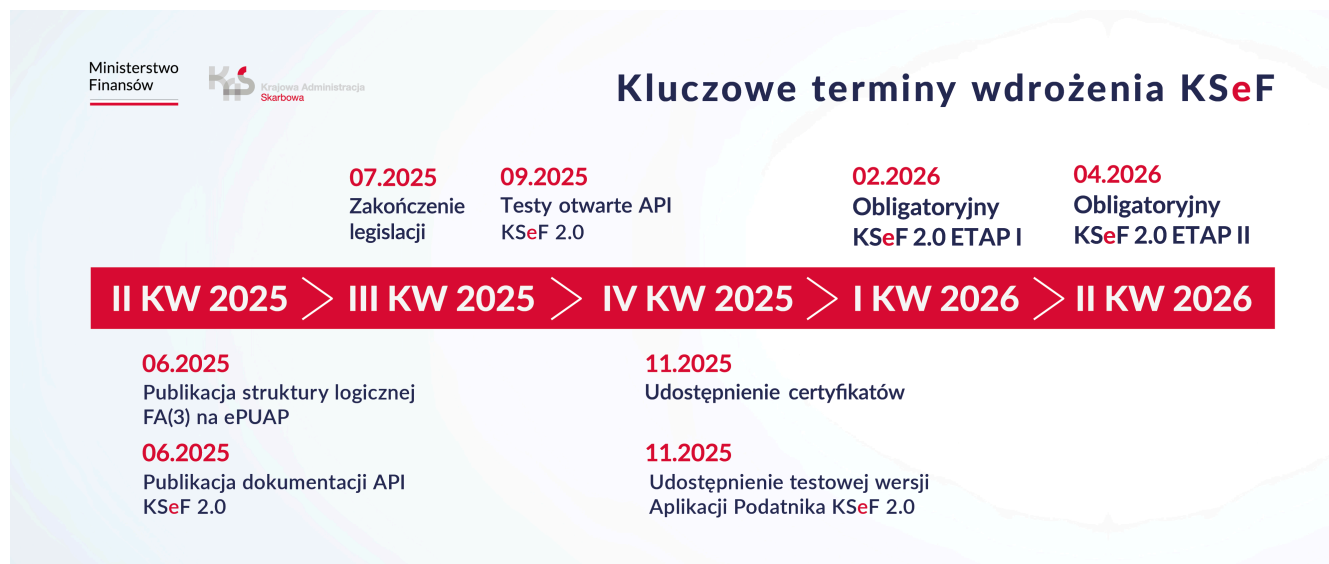 Ministerstwo
Finansów
KAS
Krajowa Administracja
Skarbowa
Kluczowe terminy wdrożenia KSeF
07.2025
Zakończenie
legislacji
09.2025
Testy otwarte API
KSeF 2.0
02.2026
Obligatoryjny
KSeF 2.0 ETAP I
04.2026
Obligatoryjny
KSeF 2.0 ETAP II
II KW 2025
III KW 2025
IV KW 2025
I KW 2026
II KW 2026
06.2025
Publikacja struktury logicznej
FA(3) na ePUAP
06.2025
Publikacja dokumentacji API
KSeF 2.0
11.2025
Udostępnienie certyfikatów
11.2025
Udostępnienie testowej wersji
Aplikacji Podatnika KSeF 2.0